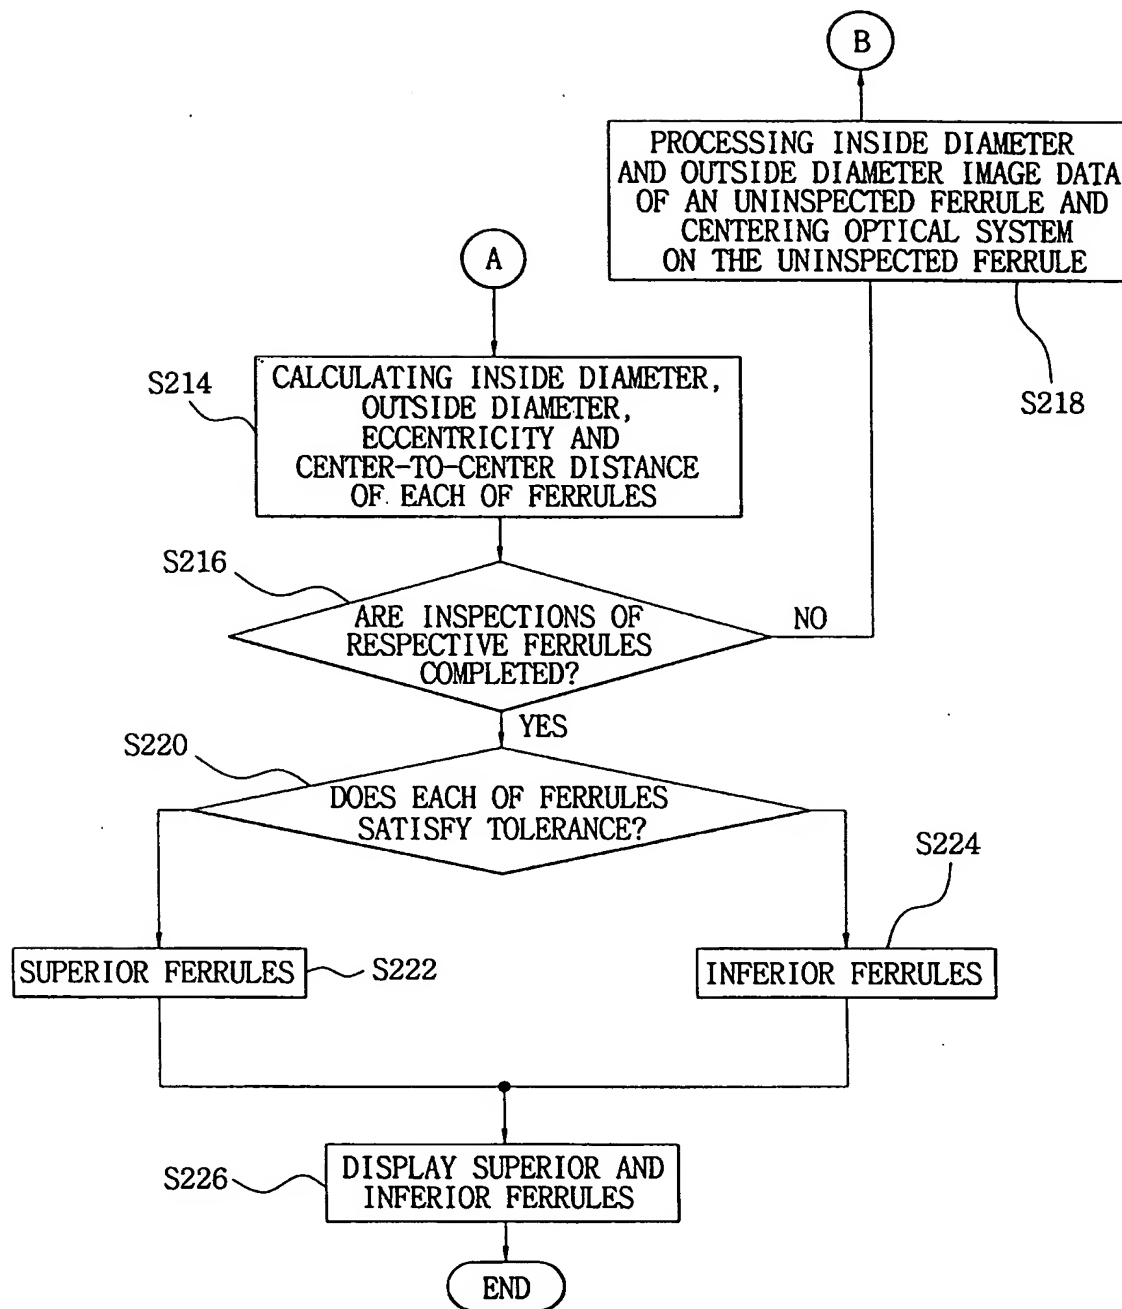 B
PROCESSING INSIDE DIAMETER
AND OUTSIDE DIAMETER IMAGE DATA
OF AN UNINSPECTED FERRULE AND
CENTERING OPTICAL SYSTEM
ON THE UNINSPECTED FERRULE
S218
A
S214
CALCULATING INSIDE DIAMETER,
OUTSIDE DIAMETER,
ECCENTRICITY AND
CENTER-TO-CENTER DISTANCE
OF EACH OF FERRULES
S216
ARE INSPECTIONS OF
RESPECTIVE FERRULES
COMPLETED?
NO
YES
S220
DOES EACH OF FERRULES
SATISFY TOLERANCE?
S224
SUPERIOR FERRULES
S222
INFERIOR FERRULES
S226
DISPLAY SUPERIOR AND
INFERIOR FERRULES
END